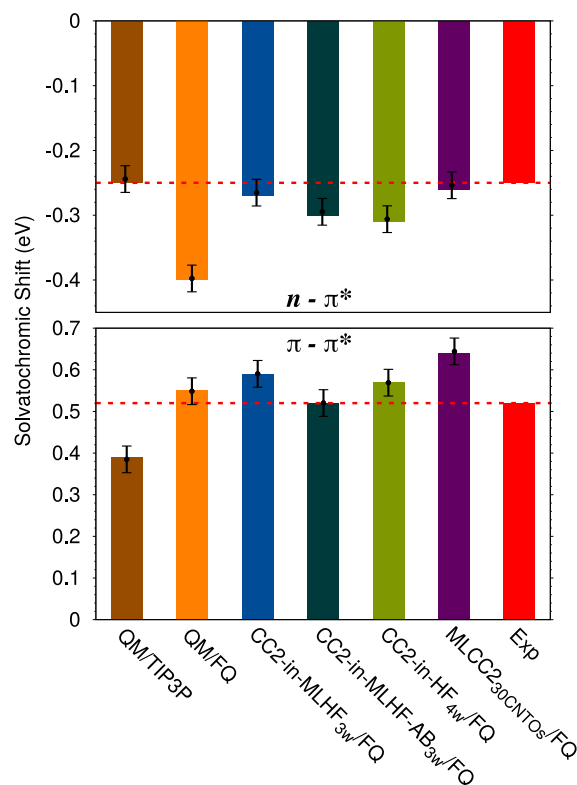 0
-0.1
-0.2
-0.3
-0.4
n - π*
0.7
π - π*
0.6
0.5
0.4
0.3
0.2
0.1
0
Solvatochromic Shift (eV)
QM/TIP3P
QM/FQ
CC2-in-MLHF3w/FQ
CC2-in-MLHF-AB3w/FQ
CC2-in-HF4w/FQ
MLCC230CNTOs/FQ
Exp